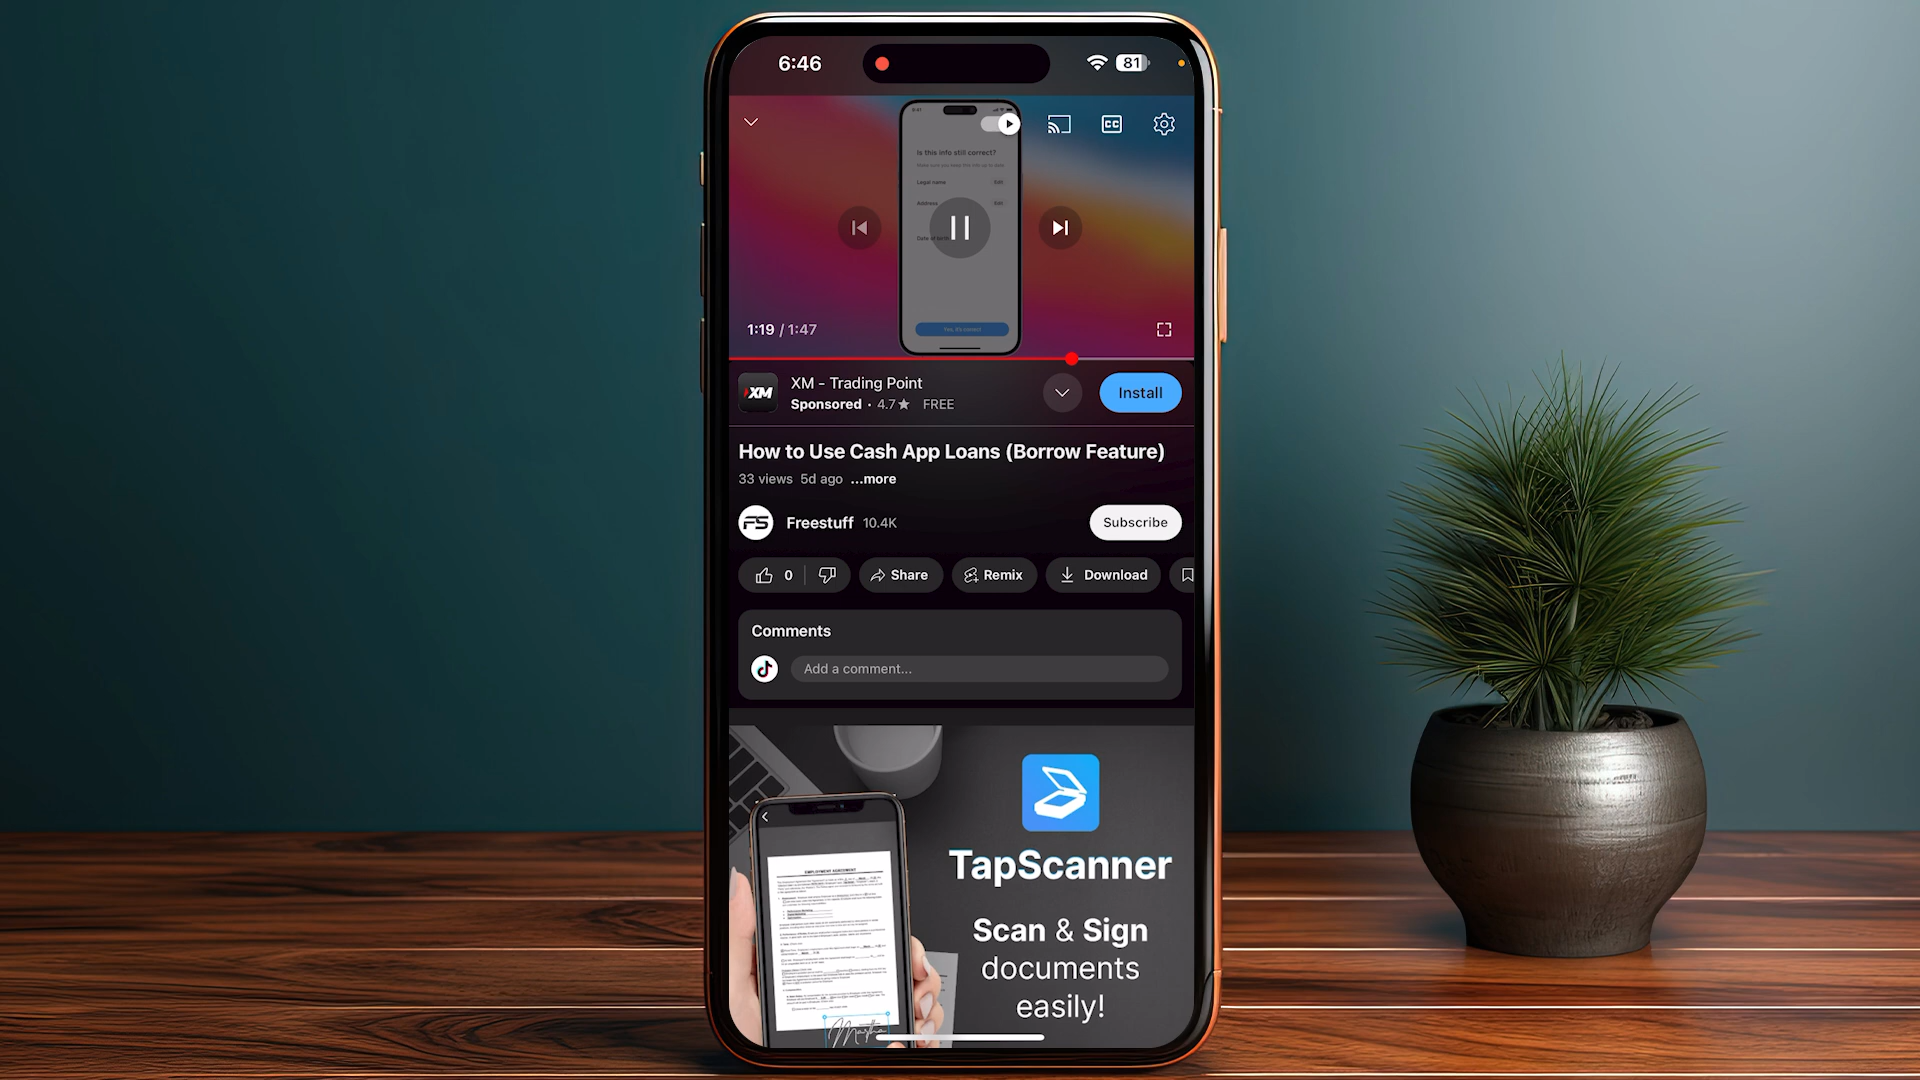 6:46
81
CC
Is this info still correct?
Legal name
Edit
Address
Edit
Date of birth
Yes, it's correct
1:19 / 1:47
XM
XM - Trading Point
Sponsored · 4.7★ FREE
Install
How to Use Cash App Loans (Borrow Feature)
33 views 5d ago ...more
FS
Freestuff 10.4K
Subscribe
0
Share
Remix
Download
Comments
Add a comment...
EMPLOYMENT AGREEMENT
TapScanner
Scan & Sign
documents
easily!